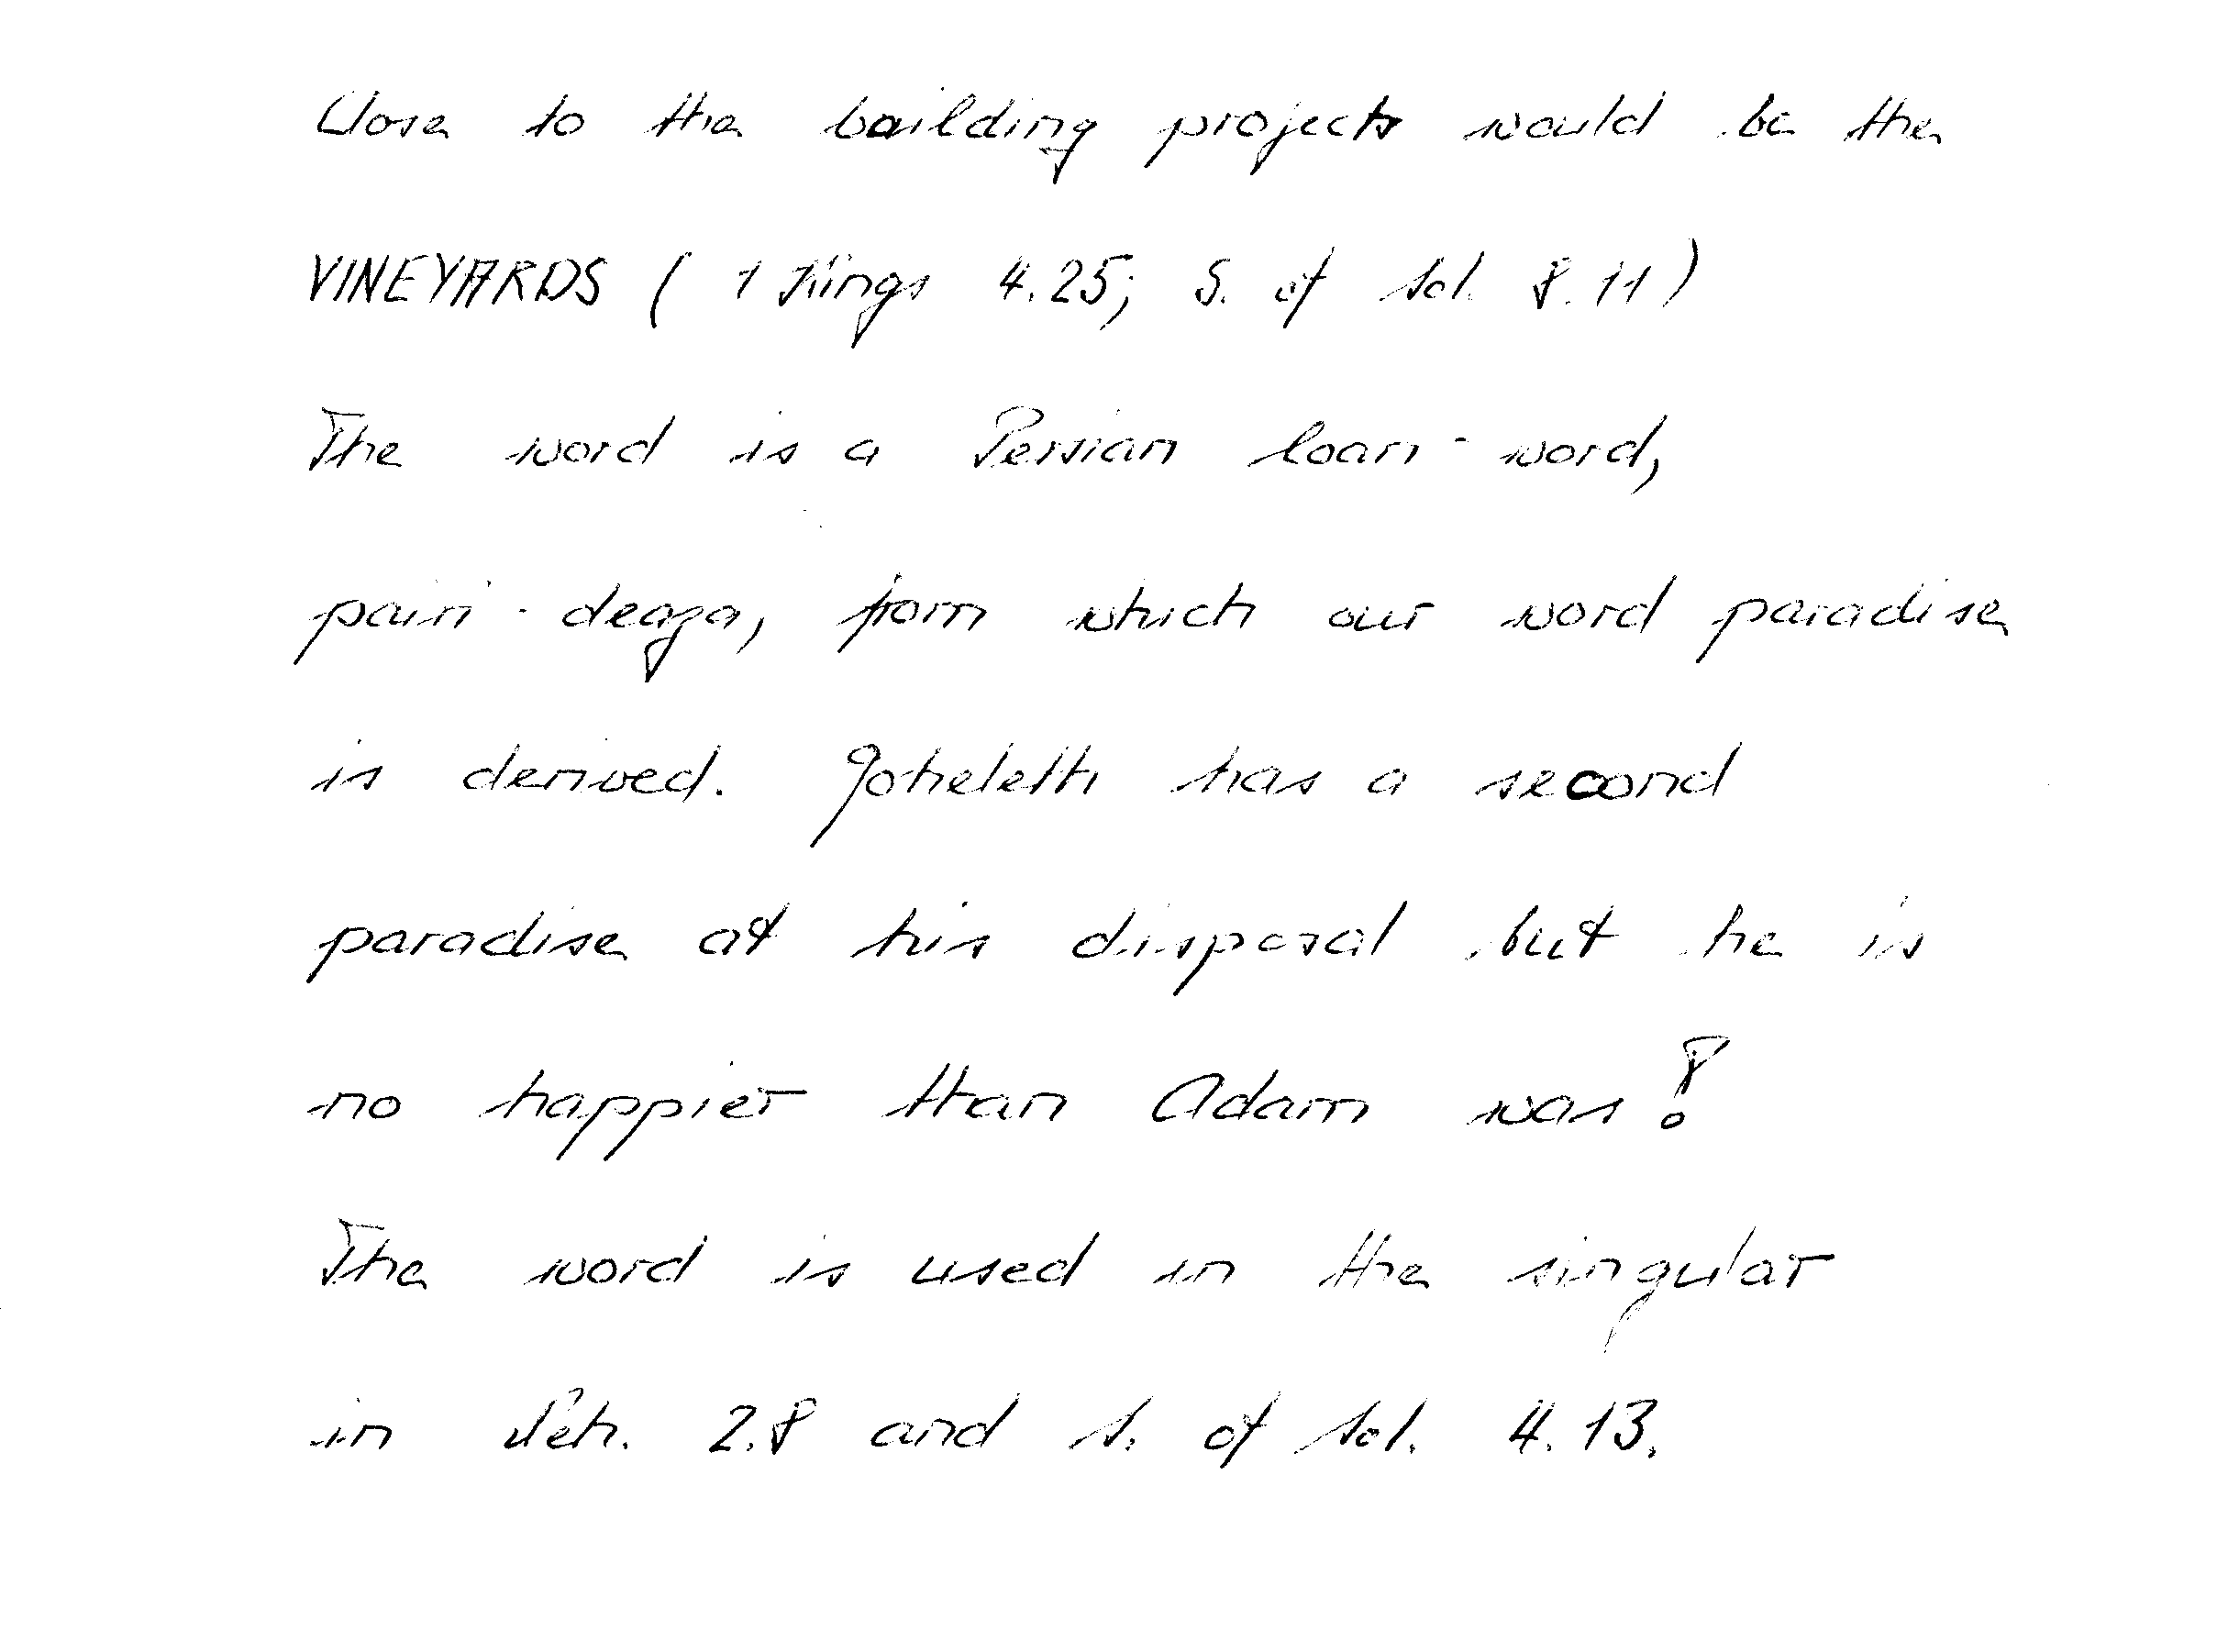 Close to the building projects would be the
VINEYARDS ( 1 Kings 4.25; S. of Sol. 8.11)
The word is a Persian loan-word,
pairi-deaza, from which our word paradise
is derived. Qoheleth has a second
paradise at his disposal but he is
no happier than Adam was!
The word is used in the singular
in Neh. 2.8 and S. of Sol. 4.13.